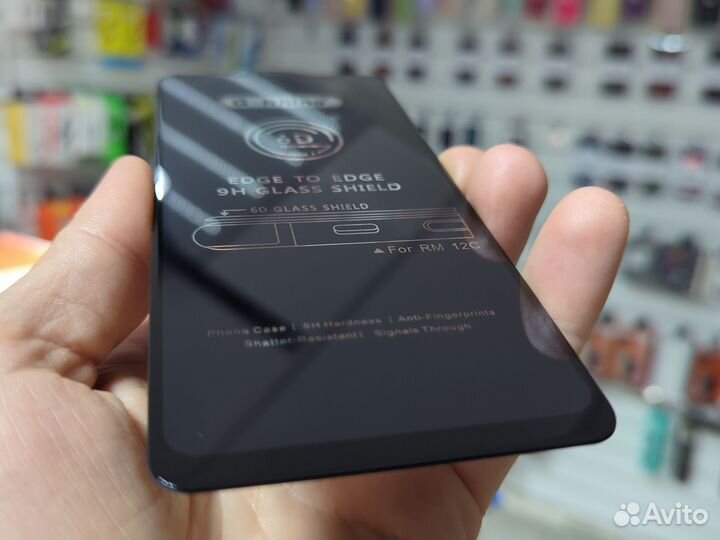 G-Rhino
6D
EDGE TO EDGE
9H GLASS SHIELD
6D GLASS SHIELD
▲For RM 12C
Phone Case | 9H Hardness | Anti-Fingerprints
Shatter-Resistant | Signals Through
Avito